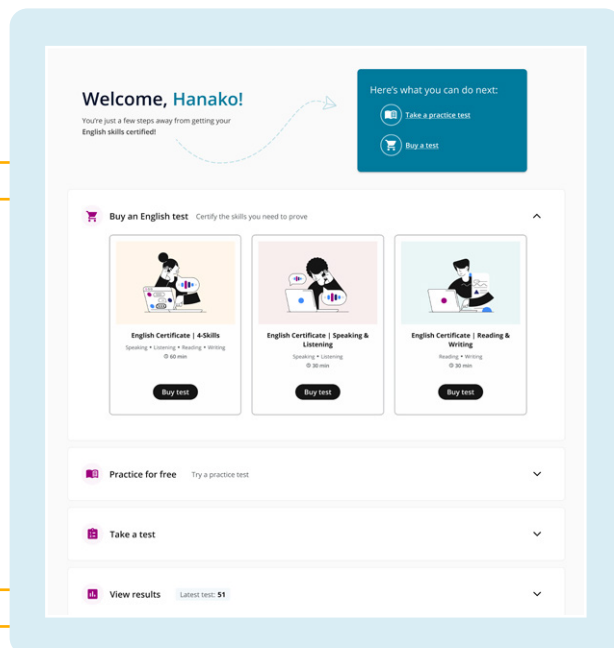 Welcome, Hanako!
You're just a few steps away from getting your
English skills certified!
Here's what you can do next:
Take a practice test
Buy a test
Buy an English test Certify the skills you need to prove
English Certificate | 4-Skills
Speaking • Listening • Reading • Writing
60 min
Buy test
English Certificate | Speaking &
Listening
Speaking • Listening
30 min
Buy test
English Certificate | Reading &
Writing
Reading • Writing
30 min
Buy test
Practice for free Try a practice test
Take a test
View results Latest test: 51